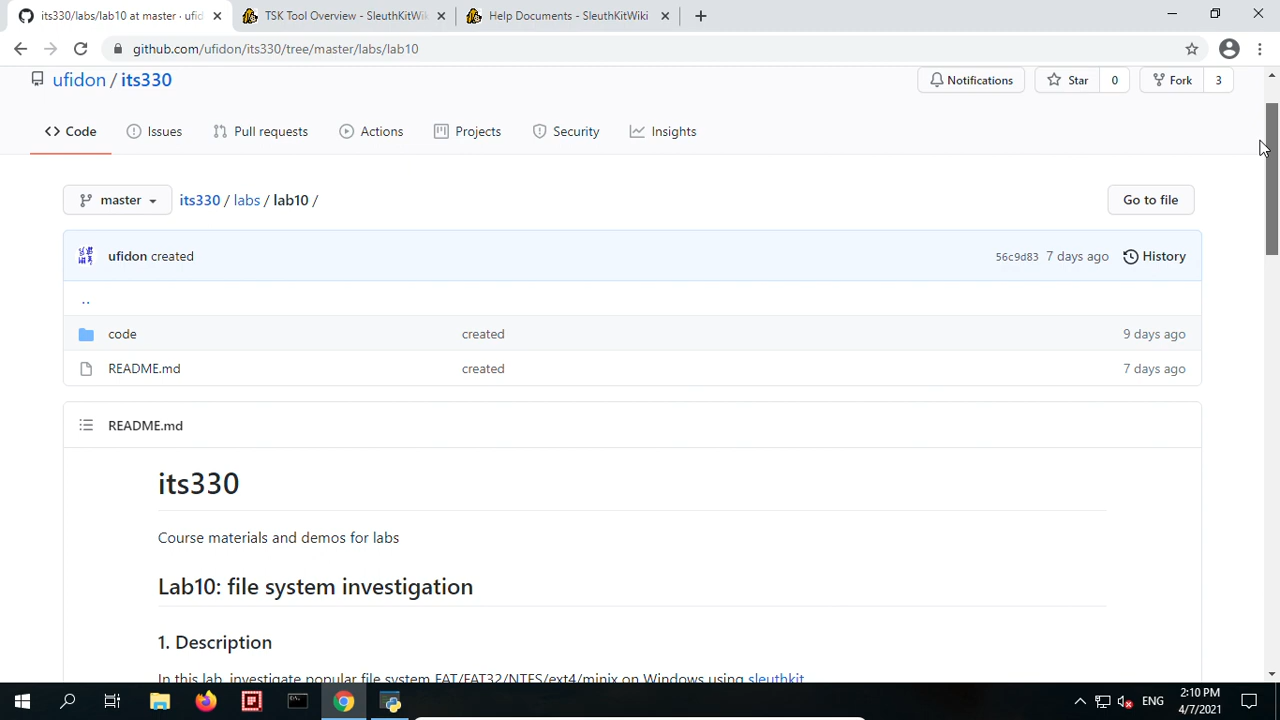 its330/labs/lab10 at master · ufid
TSK Tool Overview - SleuthKitWik
Help Documents - SleuthKitWiki
github.com/ufidon/its330/tree/master/labs/lab10
ufidon / its330
Notifications
Star 0
Fork 3
Code
Issues
Pull requests
Actions
Projects
Security
Insights
master
its330 / labs / lab10 /
Go to file
ufidon created
56c9d83 7 days ago
History
..
code created 9 days ago
README.md created 7 days ago
README.md
its330
Course materials and demos for labs
Lab10: file system investigation
1. Description
In this lab, investigate popular file system FAT/FAT32/NTFS/ext4/minix on Windows using sleuthkit
ENG
2:10 PM
4/7/2021